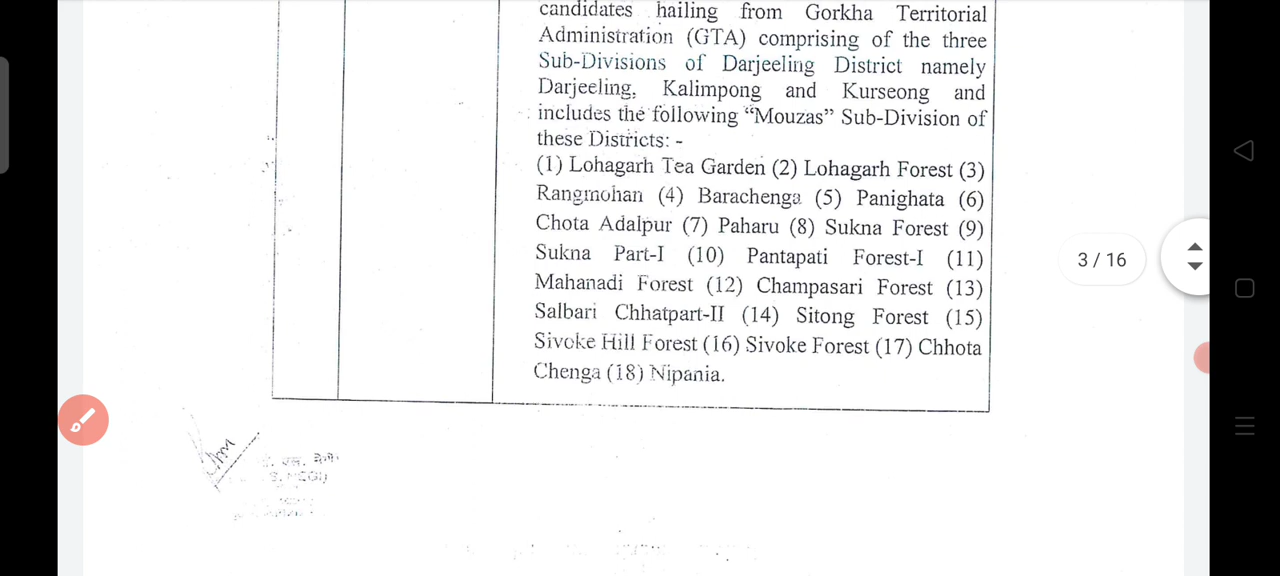 candidates hailing from Gorkha Territorial
Administration (GTA) comprising of the three
Sub-Divisions of Darjeeling District namely
Darjeeling, Kalimpong and Kurseong and
includes the following “Mouzas” Sub-Division of
these Districts: -
(1) Lohagarh Tea Garden (2) Lohagarh Forest (3)
Rangmohan (4) Barachenga (5) Panighata (6)
Chota Adalpur (7) Paharu (8) Sukna Forest (9)
Sukna Part-I (10) Pantapati Forest-I (11)
Mahanadi Forest (12) Champasari Forest (13)
Salbari Chhatpart-II (14) Sitong Forest (15)
Sivoke Hill Forest (16) Sivoke Forest (17) Chhota
Chenga (18) Nipania.
3 / 16